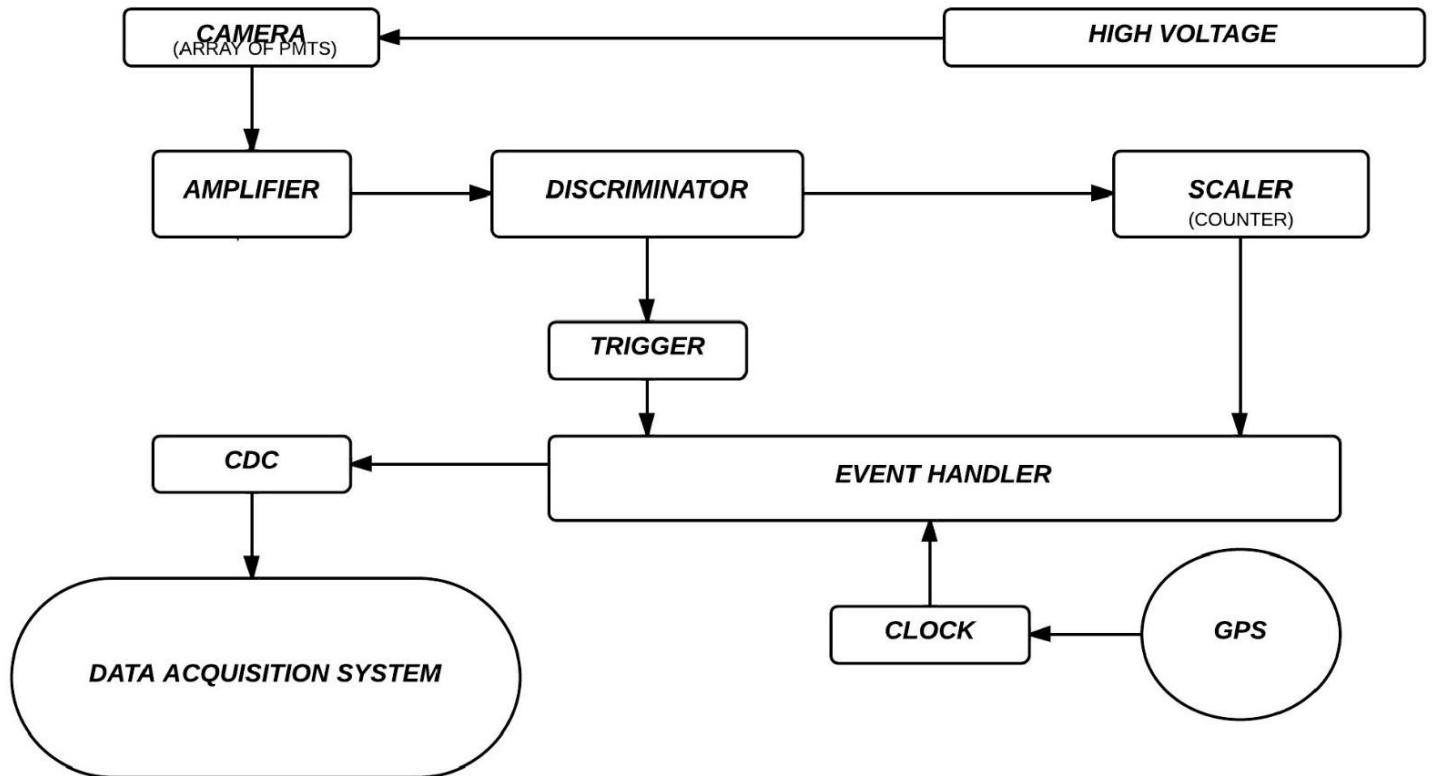 CAMERA
(ARRAY OF PMTS)
HIGH VOLTAGE
AMPLIFIER
DISCRIMINATOR
SCALER
(COUNTER)
TRIGGER
CDC
EVENT HANDLER
CLOCK
GPS
DATA ACQUISITION SYSTEM